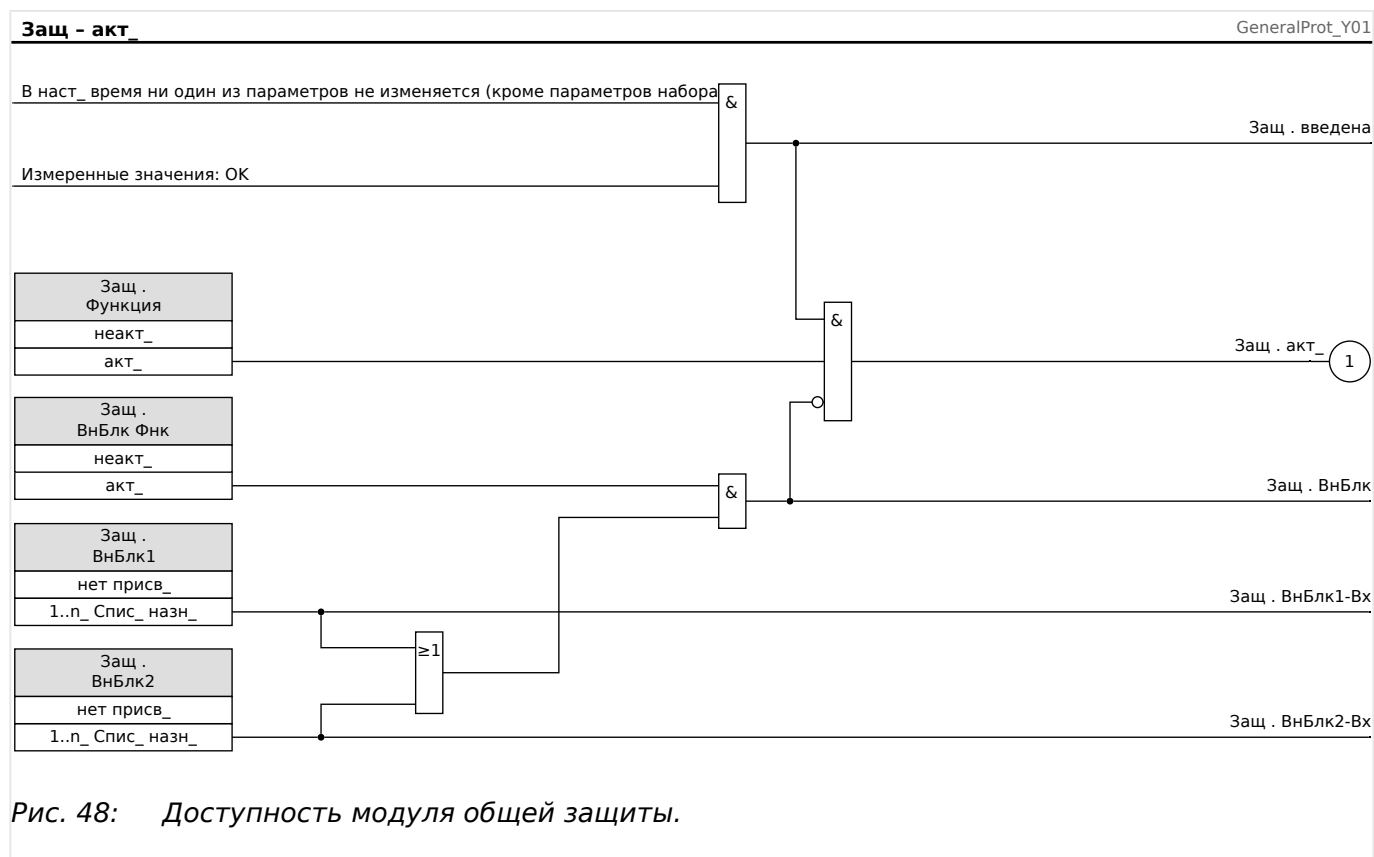 Защ – акт_
GeneralProt_Y01
В наст_ время ни один из параметров не изменяется (кроме параметров набора
&
Защ . введена
Измеренные значения: OK
Защ .
Функция
неакт_
акт_
&
Защ . акт_
1
Защ .
ВнБлк Фнк
неакт_
акт_
&
Защ . ВнБлк
Защ .
ВнБлк1
нет присв_
1..n_ Спис_ назн_
Защ . ВнБлк1-Вх
≥1
Защ .
ВнБлк2
нет присв_
1..n_ Спис_ назн_
Защ . ВнБлк2-Вх
Рис. 48: Доступность модуля общей защиты.